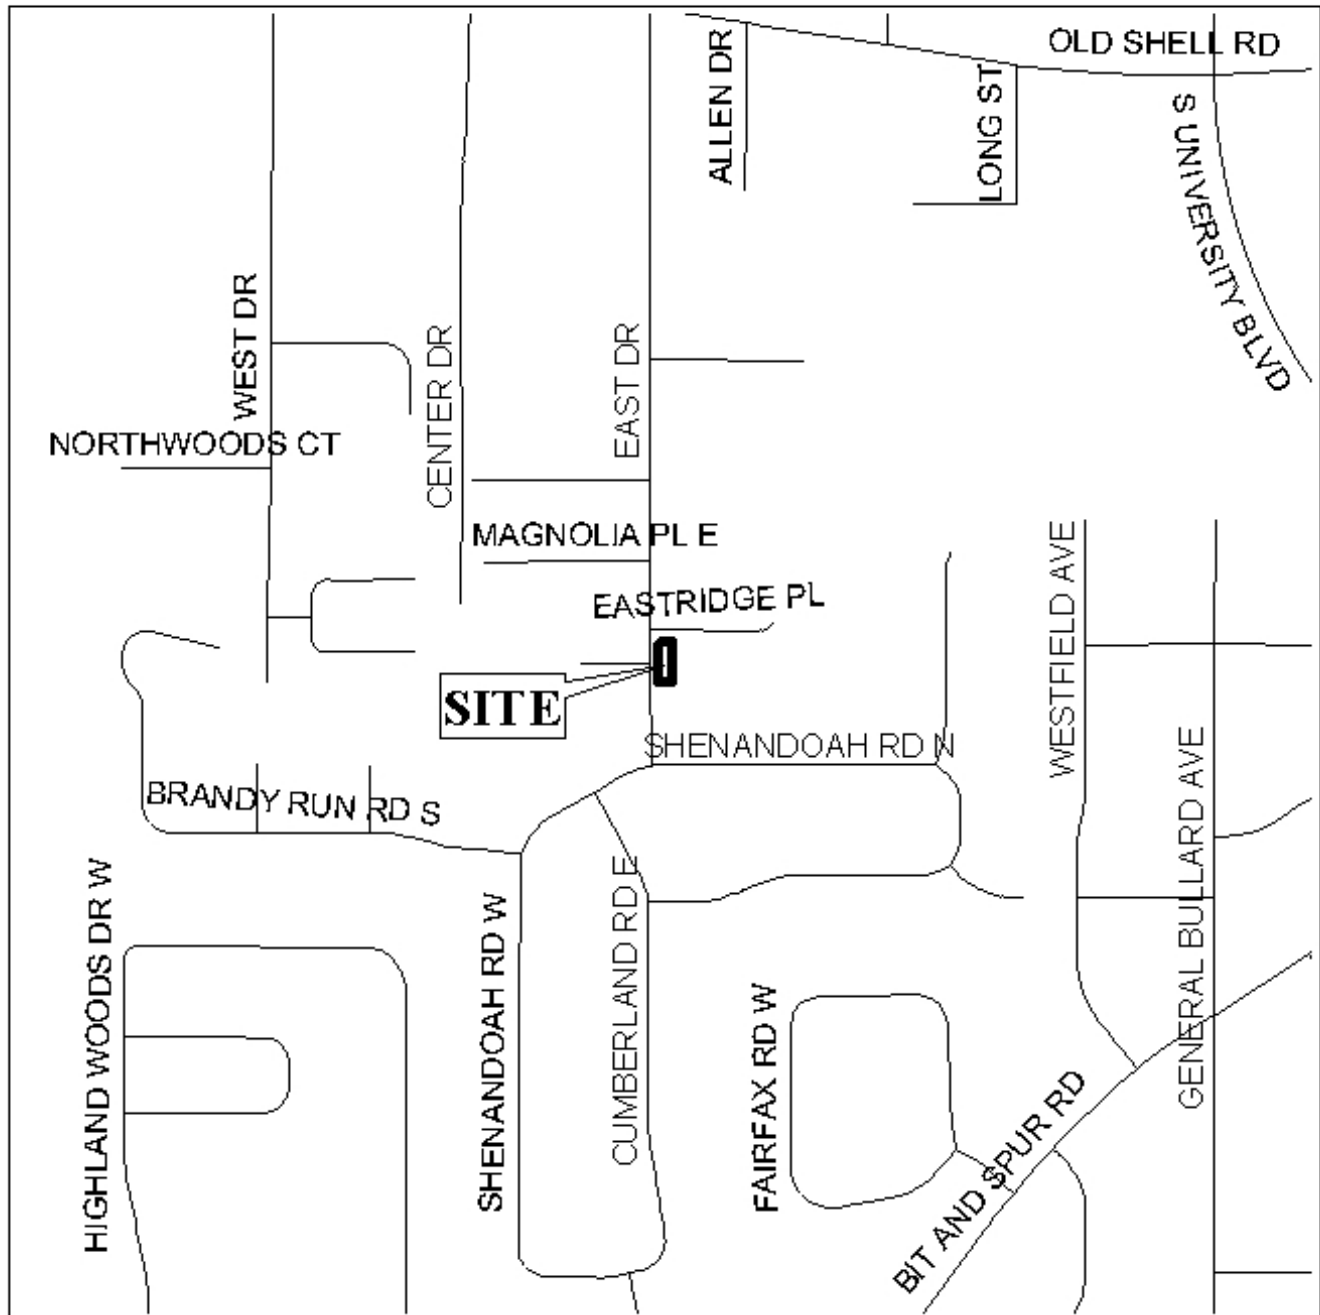 OLD SHELL RD
ALLEN DR
LONG ST
S UNIVERSITY BLVD
WEST DR
CENTER DR
EAST DR
NORTHWOODS CT
MAGNOLIA PL E
EASTRIDGE PL
WESTFIELD AVE
SITE
SHENANDOAH RD N
GENERAL BULLARD AVE
BRANDY RUN RD S
HIGHLAND WOODS DR W
SHENANDOAH RD W
CUMBERLAND RD E
FAIRFAX RD W
BIT AND SPUR RD